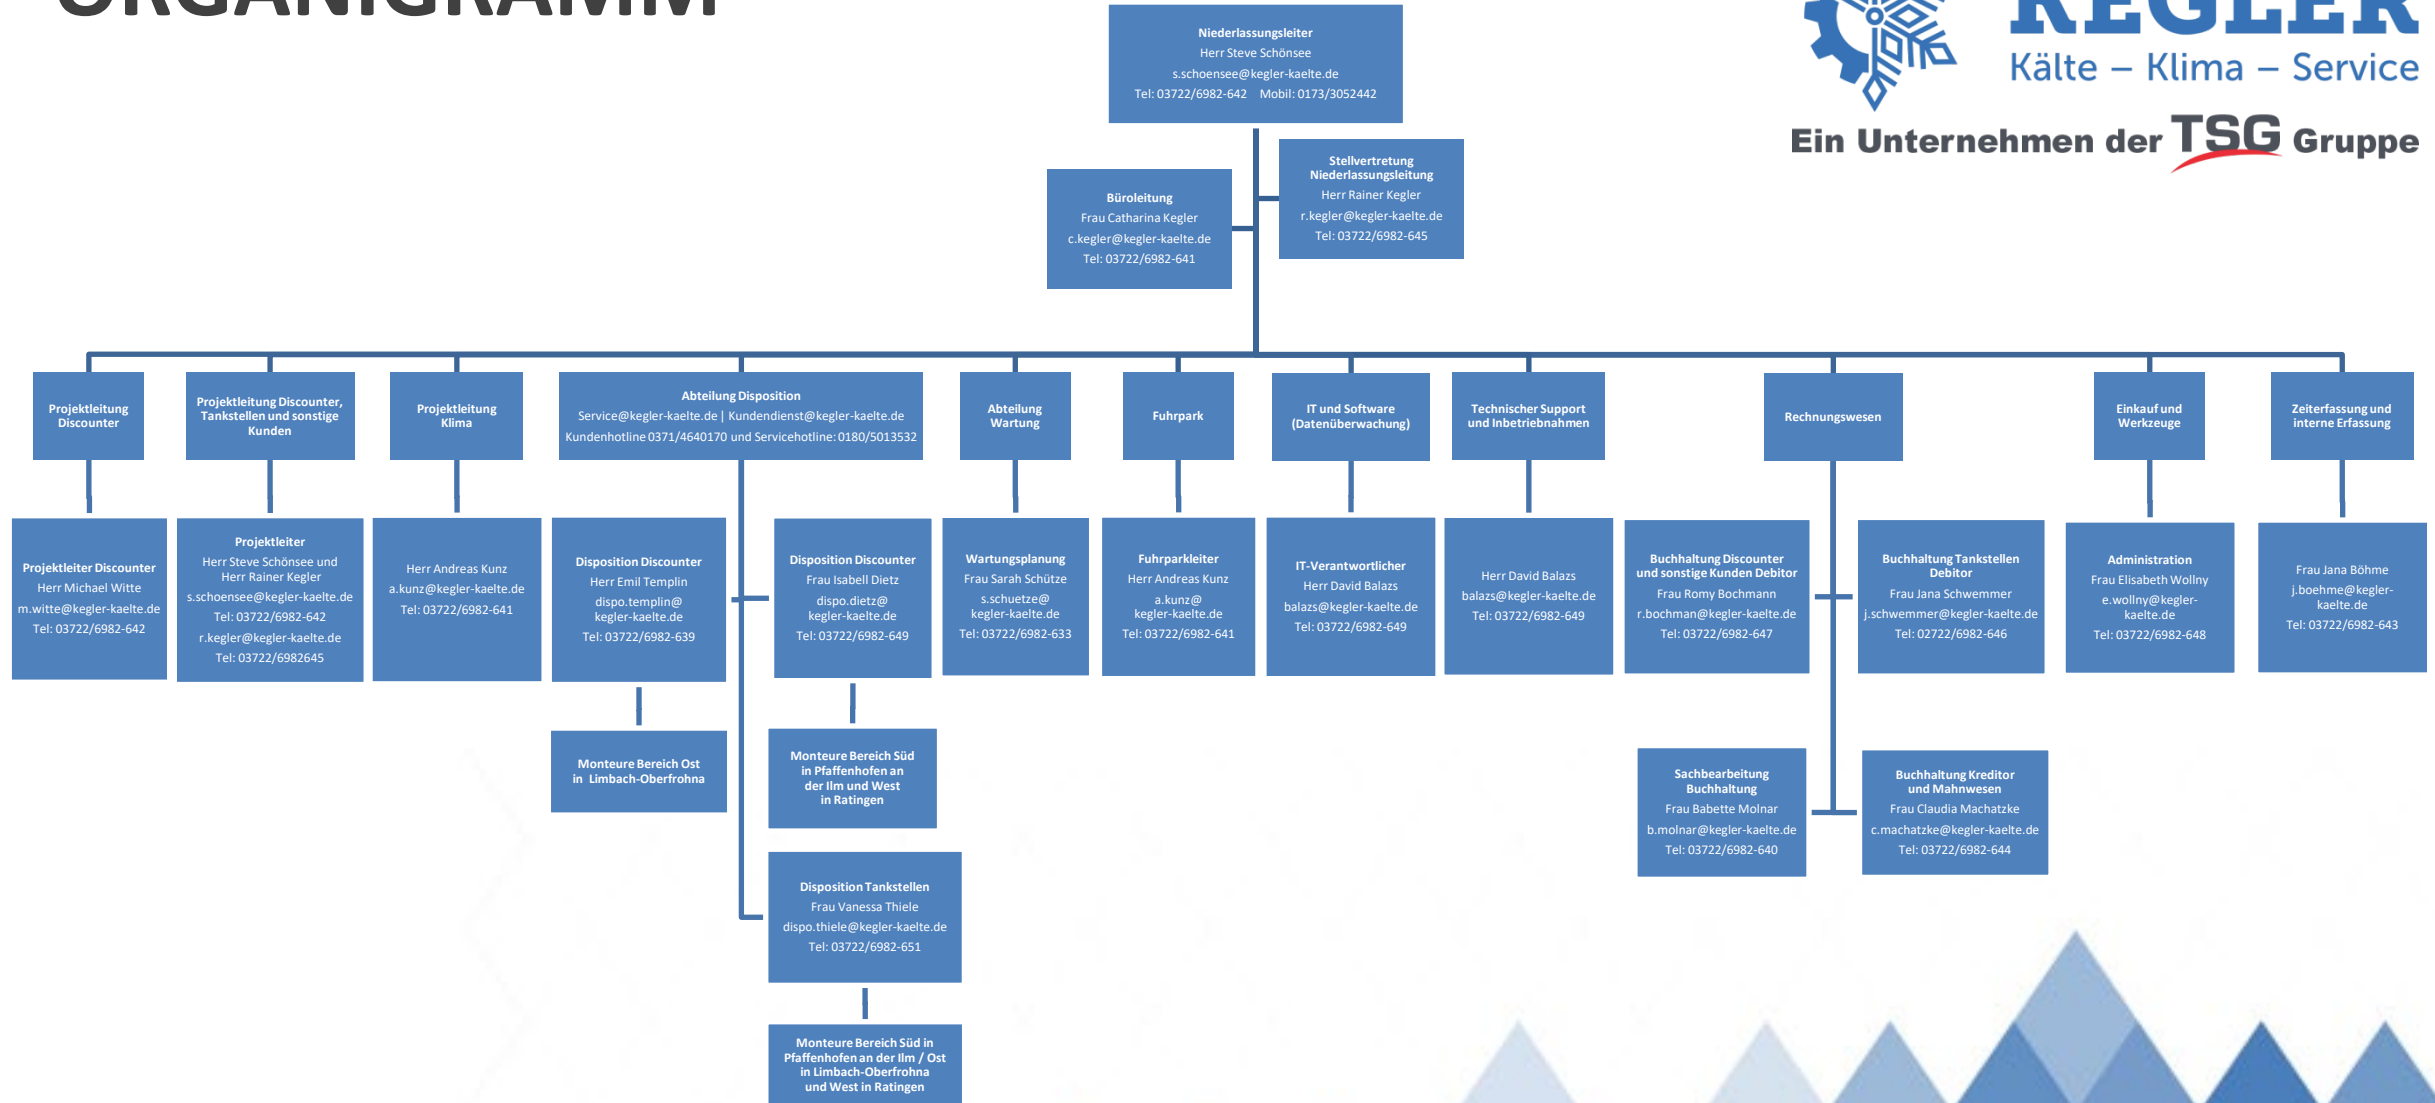 ORGANIGRAMM
KEGLER
Kälte – Klima – Service
Ein Unternehmen der TSG Gruppe
Niederlassungsleiter
Herr Steve Schönsee
s.schoensee@kegler-kaelte.de
Tel: 03722/6982-642 Mobil: 0173/3052442
Stellvertretung
Niederlassungsleitung
Herr Rainer Kegler
r.kegler@kegler-kaelte.de
Tel: 03722/6982-645
Büroleitung
Frau Catharina Kegler
c.kegler@kegler-kaelte.de
Tel: 03722/6982-641
Projektleitung
Discounter
Projektleitung Discounter,
Tankstellen und sonstige
Kunden
Projektleitung
Klima
Abteilung Disposition
Service@kegler-kaelte.de | Kundendienst@kegler-kaelte.de
Kundenhotline 0371/4640170 und Servicehotline: 0180/5013532
Abteilung
Wartung
Fuhrpark
IT und Software
(Datenüberwachung)
Technischer Support
und Inbetriebnahmen
Rechnungswesen
Einkauf und
Werkzeuge
Zeiterfassung und
interne Erfassung
Projektleiter Discounter
Herr Michael Witte
m.witte@kegler-kaelte.de
Tel: 03722/6982-642
Projektleiter
Herr Steve Schönsee und
Herr Rainer Kegler
s.schoensee@kegler-kaelte.de
Tel: 03722/6982-642
r.kegler@kegler-kaelte.de
Tel: 03722/6982645
Herr Andreas Kunz
a.kunz@kegler-kaelte.de
Tel: 03722/6982-641
Disposition Discounter
Herr Emil Templin
dispo.templin@
kegler-kaelte.de
Tel: 03722/6982-639
Disposition Discounter
Frau Isabell Dietz
dispo.dietz@
kegler-kaelte.de
Tel: 03722/6982-649
Wartungsplanung
Frau Sarah Schütze
s.schuetze@
kegler-kaelte.de
Tel: 03722/6982-633
Fuhrparkleiter
Herr Andreas Kunz
a.kunz@
kegler-kaelte.de
Tel: 03722/6982-641
IT-Verantwortlicher
Herr David Balazs
balazs@kegler-kaelte.de
Tel: 03722/6982-649
Herr David Balazs
balazs@kegler-kaelte.de
Tel: 03722/6982-649
Buchhaltung Discounter
und sonstige Kunden Debitor
Frau Romy Bochmann
r.bochman@kegler-kaelte.de
Tel: 03722/6982-647
Buchhaltung Tankstellen
Debitor
Frau Jana Schwemmer
j.schwemmer@kegler-kaelte.de
Tel: 02722/6982-646
Administration
Frau Elisabeth Wollny
e.wollny@kegler-
kaelte.de
Tel: 03722/6982-648
Frau Jana Böhme
j.boehme@kegler-
kaelte.de
Tel: 03722/6982-643
Monteure Bereich Ost
in Limbach-Oberfrohna
Monteure Bereich Süd
in Pfaffenhofen an
der Ilm und West
in Ratingen
Sachbearbeitung
Buchhaltung
Frau Babette Molnar
b.molnar@kegler-kaelte.de
Tel: 03722/6982-640
Buchhaltung Kreditor
und Mahnwesen
Frau Claudia Machatzke
c.machatzke@kegler-kaelte.de
Tel: 03722/6982-644
Disposition Tankstellen
Frau Vanessa Thiele
dispo.thiele@kegler-kaelte.de
Tel: 03722/6982-651
Monteure Bereich Süd in
Pfaffenhofen an der Ilm / Ost
in Limbach-Oberfrohna
und West in Ratingen